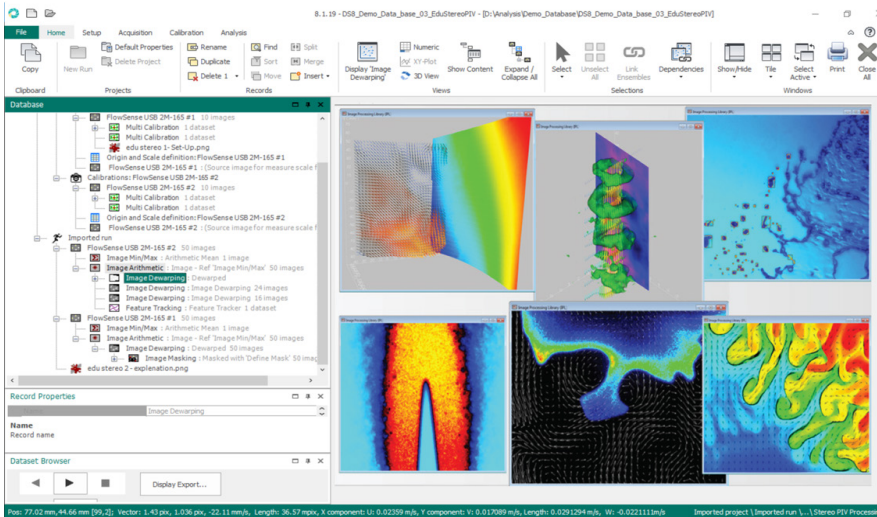 8.1.19 - DS8_Demo_Data_base_03_EduStereoPIV - [D:\Analysis\Demo_Database\DS8_Demo_Data_base_03_EduStereoPIV]
File Home Setup Acquisition Calibration Analysis
Copy
New Run
Default Properties
Delete Project
Rename
Duplicate
Delete 1
Find
Sort
Move
Split
Merge
Insert
Display 'Image Dewarping'
Numeric
XY-Plot
3D View
Show Content
Expand / Collapse All
Select
Unselect All
Link Ensembles
Dependencies
Show/Hide
Tile
Select Active
Print
Close All
Clipboard Projects Records Views Selections Windows
Database
FlowSense USB 2M-165 #1 10 images
Multi Calibration 1 dataset
Multi Calibration 1 dataset
edu stereo 1- Set-Up.png
Origin and Scale definition: FlowSense USB 2M-165 #1
FlowSense USB 2M-165 #1 : (Source image for measure scale f
Calibrations: FlowSense USB 2M-165 #2
FlowSense USB 2M-165 #2 10 images
Multi Calibration 1 dataset
Multi Calibration 1 dataset
Origin and Scale definition: FlowSense USB 2M-165 #2
FlowSense USB 2M-165 #2 : (Source image for measure scale f
Imported run
FlowSense USB 2M-165 #2 50 images
Image Min/Max : Arithmetic Mean 1 image
Image Arithmetic : Image - Ref 'Image Min/Max' 50 images
Image Dewarping : Dewarped
Image Dewarping : Image Dewarping 24 images
Image Dewarping : Image Dewarping 16 images
Feature Tracking : Feature Tracker 1 dataset
FlowSense USB 2M-165 #1 50 images
Image Min/Max : Arithmetic Mean 1 image
Image Arithmetic : Image - Ref 'Image Min/Max' 50 images
Image Dewarping : Dewarped 50 images
Image Masking : Masked with 'Define Mask' 50 imag
edu stereo 2 - explenation.png
Record Properties
Image Dewarping
Name
Record name
Dataset Browser
Display Export...
Pos: 77.02 mm,44.66 mm [99,2]; Vector: 1.43 pix, 1.036 pix, -22.11 mm/s, Length: 36.57 mpix, X component: U: 0.02359 m/s, Y component: V: 0.017089 m/s, Length: 0.0291294 m/s, W: -0.0221111m/s
Imported project \ Imported run \...\ Stereo PIV Processin